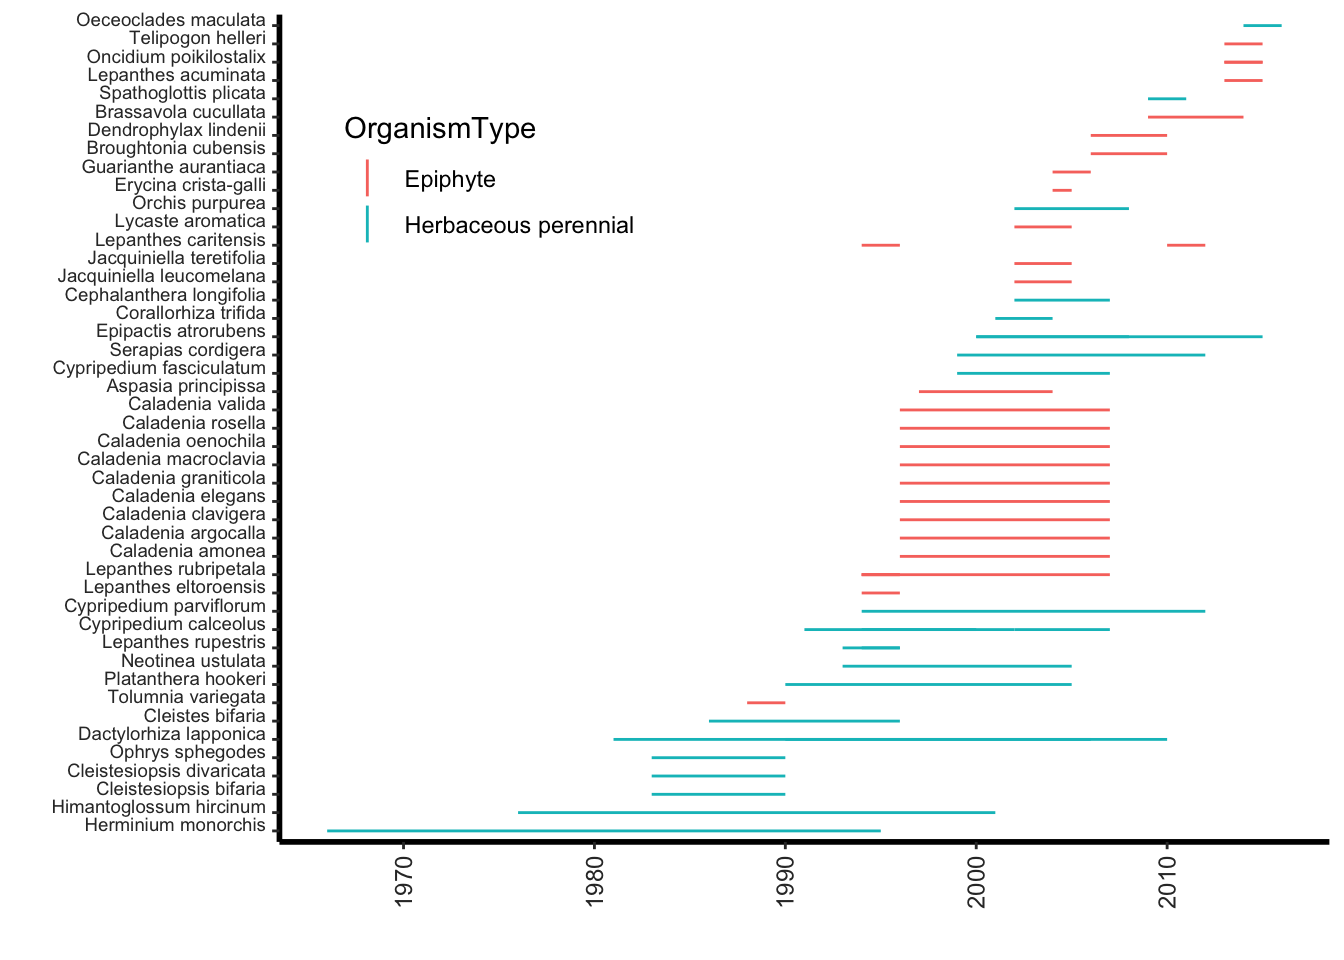 Oeceoclades maculata
Telipogon helleri
Oncidium poikilostalix
Lepanthes acuminata
Spathoglottis plicata
Brassavola cucullata
Dendrophylax lindenii
Broughtonia cubensis
Guarianthe aurantiaca
Erycina crista-galli
Orchis purpurea
Lycaste aromatica
Lepanthes caritensis
Jacquiniella teretifolia
Jacquiniella leucomelana
Cephalanthera longifolia
Corallorhiza trifida
Epipactis atrorubens
Serapias cordigera
Cypripedium fasciculatum
Aspasia principissa
Caladenia valida
Caladenia rosella
Caladenia oenochila
Caladenia macroclavia
Caladenia graniticola
Caladenia elegans
Caladenia clavigera
Caladenia argocalla
Caladenia amonea
Lepanthes rubripetala
Lepanthes eltoroensis
Cypripedium parviflorum
Cypripedium calceolus
Lepanthes rupestris
Neotinea ustulata
Platanthera hookeri
Tolumnia variegata
Cleistes bifaria
Dactylorhiza lapponica
Ophrys sphegodes
Cleistesiopsis divaricata
Cleistesiopsis bifaria
Himantoglossum hircinum
Herminium monorchis
OrganismType
Epiphyte
Herbaceous perennial
1970
1980
1990
2000
2010